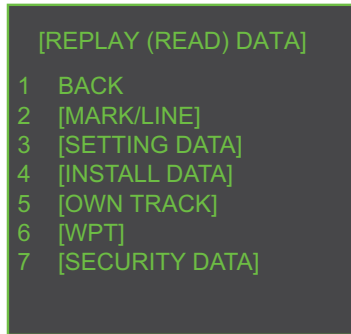 [REPLAY (READ) DATA]
1 BACK
2 [MARK/LINE]
3 [SETTING DATA]
4 [INSTALL DATA]
5 [OWN TRACK]
6 [WPT]
7 [SECURITY DATA]